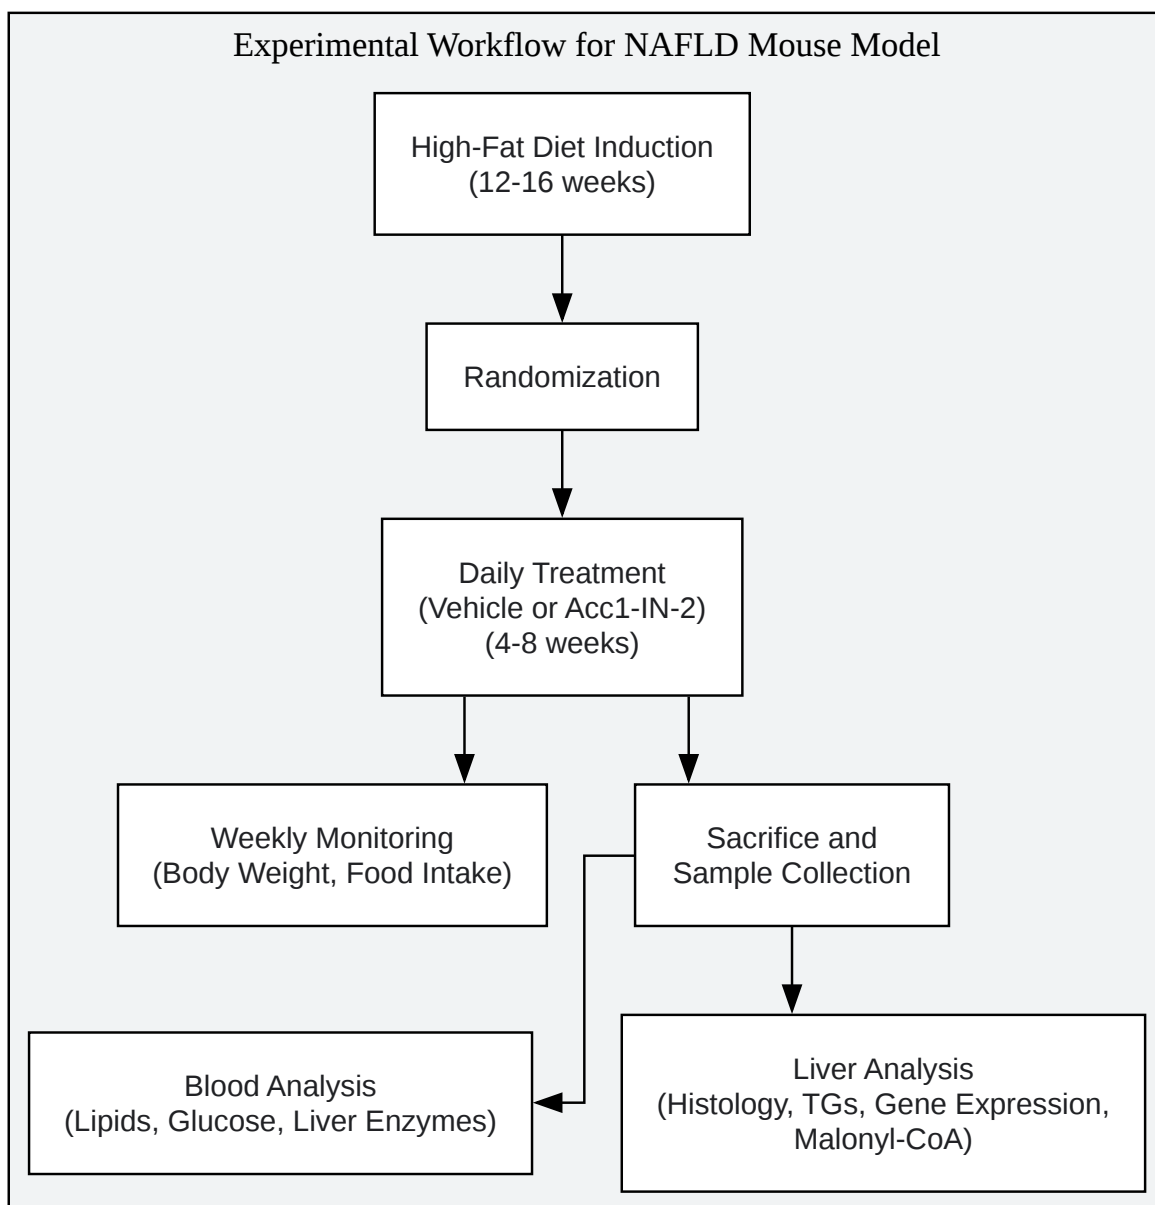 Experimental Workflow for NAFLD Mouse Model
High-Fat Diet Induction
(12-16 weeks)
Randomization
Daily Treatment
(Vehicle or Acc1-IN-2)
(4-8 weeks)
Weekly Monitoring
(Body Weight, Food Intake)
Sacrifice and
Sample Collection
Blood Analysis
(Lipids, Glucose, Liver Enzymes)
Liver Analysis
(Histology, TGs, Gene Expression,
Malonyl-CoA)